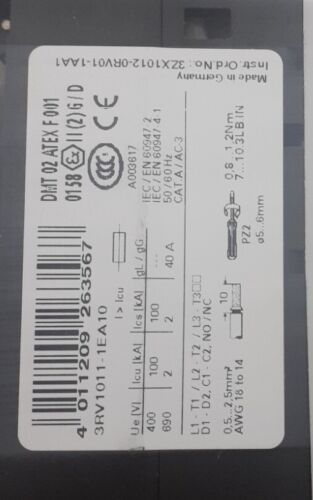 DMT 02 ATEX F 001
0158 Ex II (2) G / D
CE
CCC
A003617
IEC / EN 60947 2
IEC / EN 60947 4 1
50 / 60 Hz
CAT A / AC-3
Made in Germany
Instr. Ord.No.: 3ZX1012-0RV01-1AA1
4 011209 263567
3RV1011-1EA10
I > Icu
Ue [V] Icu [kA] Ics [kA] gL / gG
400 100 100 ---
690 2 2 40 A
L1 - T1 / L2 - T2 / L3 - T3
D1 - D2, C1 - C2, NO / NC
0,5...2,5mm²
AWG 18 to 14
10
PZ2
ø5...6mm
0,8...1,2Nm
7...10,3LB IN